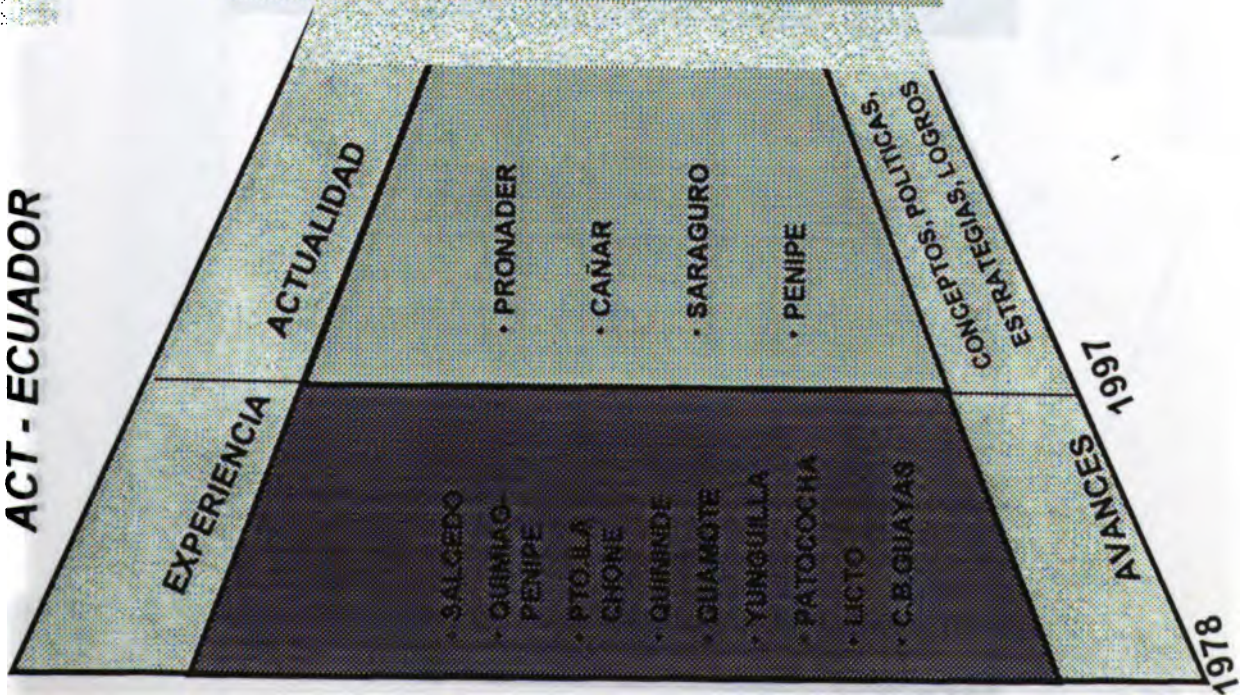 ACT - ECUADOR
EXPERIENCIA
ACTUALIDAD
• SALCEDO
• QUIMIAG-
PENIPE
• PTO.ILA
CHONE
• QUININDE
• GUAMOTE
• YUNGUILLA
• PATOCOCHA
• LICTO
• C.B.GUAYAS
• PRONADER
• CAÑAR
• SARAGURO
• PENIPE
AVANCES
CONCEPTOS, POLITICAS,
ESTRATEGIAS, LOGROS
1978
1997